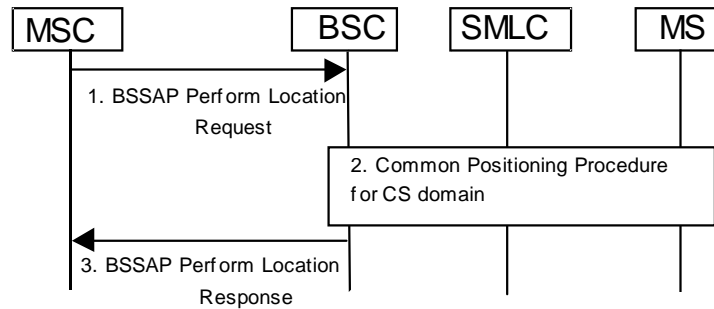 MSC
BSC
SMLC
MS
1. BSSAP Perform Location
Request
2. Common Positioning Procedure
for CS domain
3. BSSAP Perform Location
Response